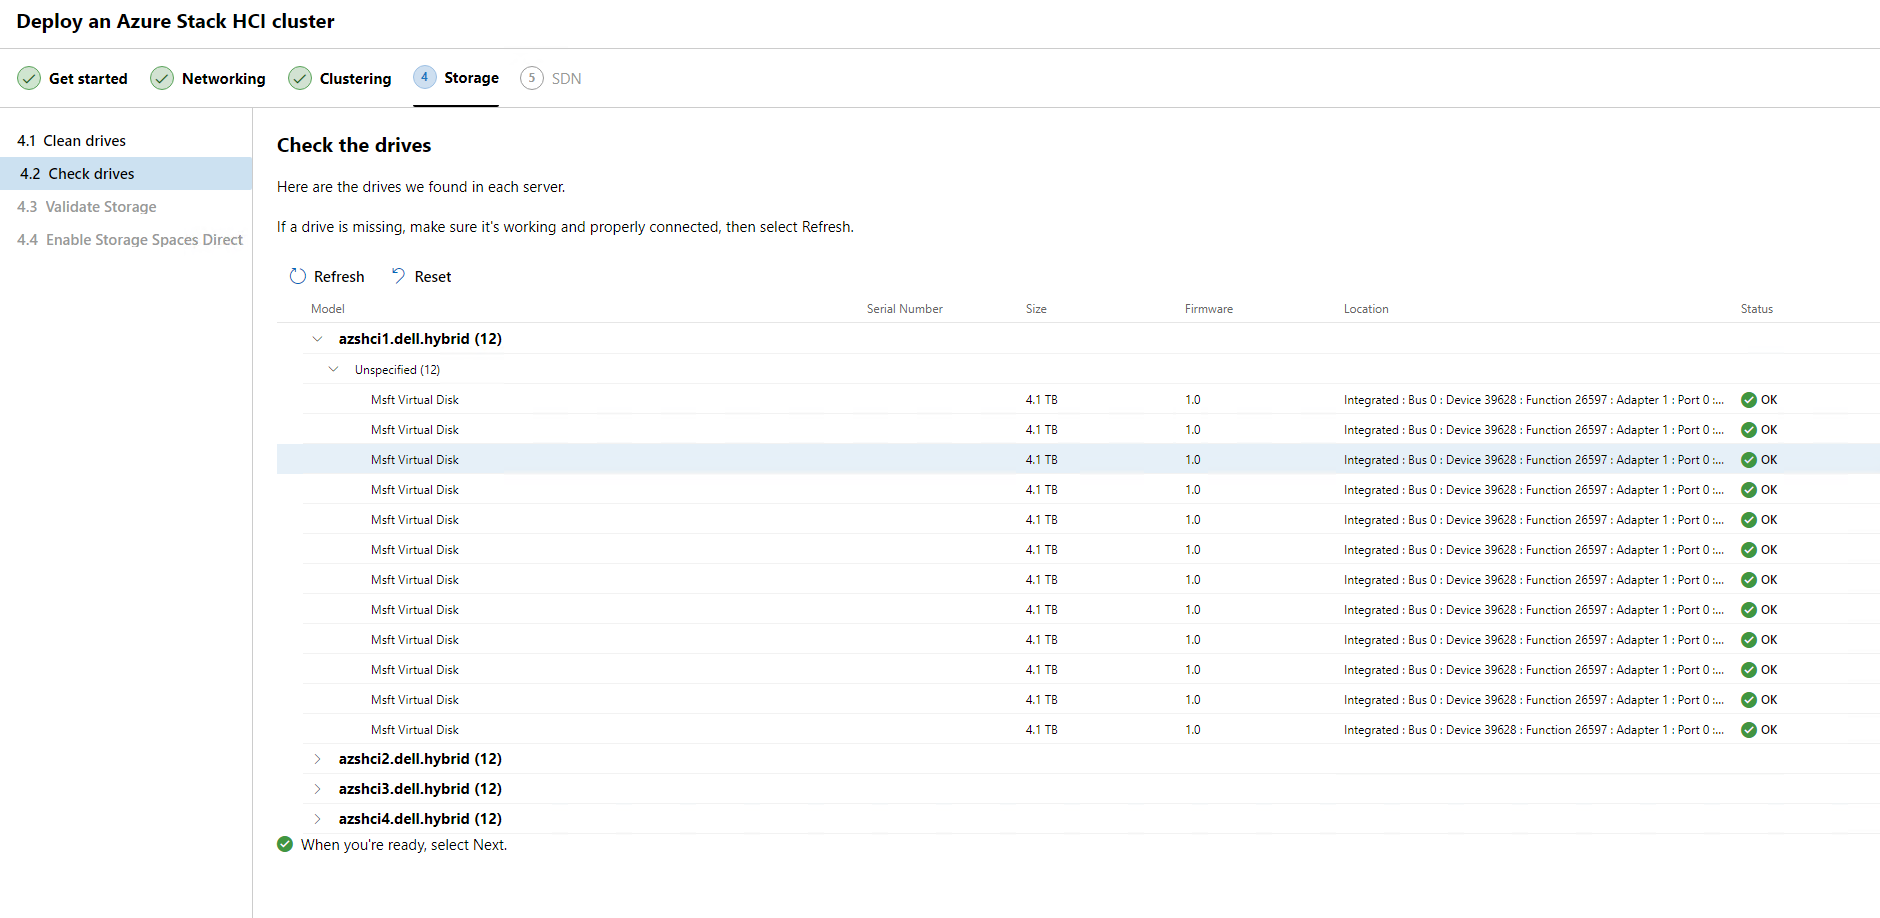 Deploy an Azure Stack HCI cluster
Get started Networking Clustering 4 Storage 5 SDN
4.1 Clean drives
4.2 Check drives
4.3 Validate Storage
4.4 Enable Storage Spaces Direct
Check the drives
Here are the drives we found in each server.
If a drive is missing, make sure it's working and properly connected, then select Refresh.
Refresh Reset
Model Serial Number Size Firmware Location Status
azshci1.dell.hybrid (12)
Unspecified (12)
Msft Virtual Disk 4.1 TB 1.0 Integrated : Bus 0 : Device 39628 : Function 26597 : Adapter 1 : Port 0 :... OK
Msft Virtual Disk 4.1 TB 1.0 Integrated : Bus 0 : Device 39628 : Function 26597 : Adapter 1 : Port 0 :... OK
Msft Virtual Disk 4.1 TB 1.0 Integrated : Bus 0 : Device 39628 : Function 26597 : Adapter 1 : Port 0 :... OK
Msft Virtual Disk 4.1 TB 1.0 Integrated : Bus 0 : Device 39628 : Function 26597 : Adapter 1 : Port 0 :... OK
Msft Virtual Disk 4.1 TB 1.0 Integrated : Bus 0 : Device 39628 : Function 26597 : Adapter 1 : Port 0 :... OK
Msft Virtual Disk 4.1 TB 1.0 Integrated : Bus 0 : Device 39628 : Function 26597 : Adapter 1 : Port 0 :... OK
Msft Virtual Disk 4.1 TB 1.0 Integrated : Bus 0 : Device 39628 : Function 26597 : Adapter 1 : Port 0 :... OK
Msft Virtual Disk 4.1 TB 1.0 Integrated : Bus 0 : Device 39628 : Function 26597 : Adapter 1 : Port 0 :... OK
Msft Virtual Disk 4.1 TB 1.0 Integrated : Bus 0 : Device 39628 : Function 26597 : Adapter 1 : Port 0 :... OK
Msft Virtual Disk 4.1 TB 1.0 Integrated : Bus 0 : Device 39628 : Function 26597 : Adapter 1 : Port 0 :... OK
Msft Virtual Disk 4.1 TB 1.0 Integrated : Bus 0 : Device 39628 : Function 26597 : Adapter 1 : Port 0 :... OK
Msft Virtual Disk 4.1 TB 1.0 Integrated : Bus 0 : Device 39628 : Function 26597 : Adapter 1 : Port 0 :... OK
azshci2.dell.hybrid (12)
azshci3.dell.hybrid (12)
azshci4.dell.hybrid (12)
When you're ready, select Next.